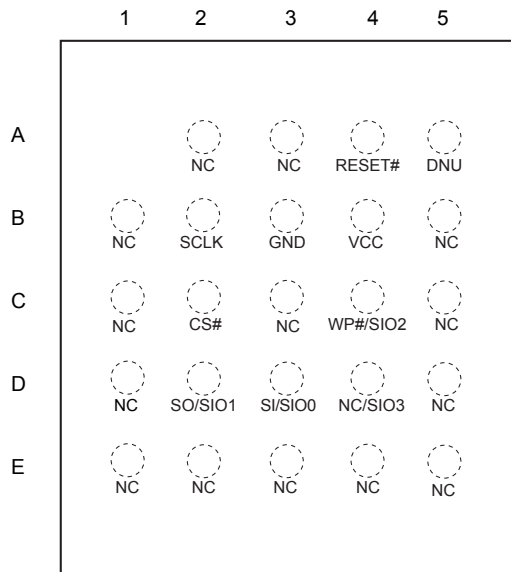 1 2 3 4 5
A
NC NC RESET# DNU
B
NC SCLK GND VCC NC
C
NC CS# NC WP#/SIO2 NC
D
NC SO/SIO1 SI/SIO0 NC/SIO3 NC
E
NC NC NC NC NC